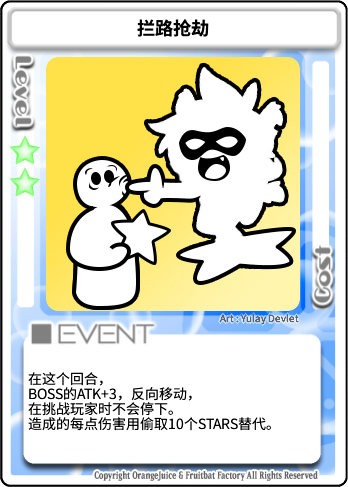 拦路抢劫
Level
Cost
Art : Yulay Devlet
EVENT
在这个回合，
BOSS的ATK+3，反向移动，
在挑战玩家时不会停下。
造成的每点伤害用偷取10个STARS替代。
Copyright OrangeJuice & Fruitbat Factory All Rights Reserved